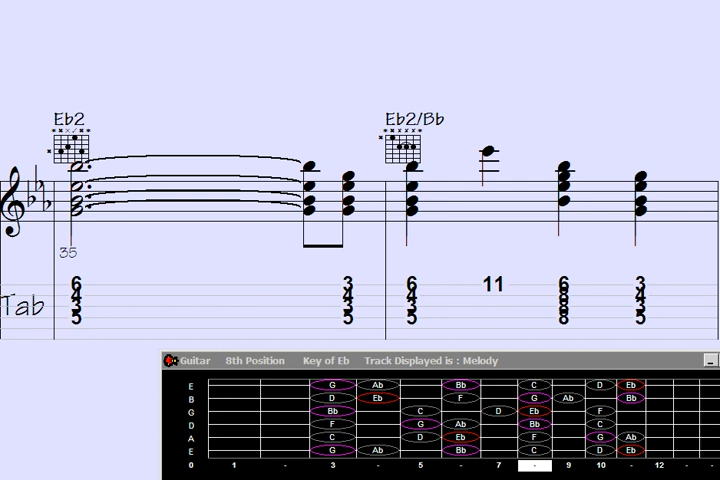 Eb2 Eb2/Bb
35
6 3 6 11 6 3
4 4 4 8 4
3 3 3 8 3
5 5 5 8 5
Tab
Guitar 8th Position Key of Eb Track Displayed is : Melody
E G Ab Bb C D Eb
B D Eb F G Ab Bb
G Bb C D Eb F
D F G Ab Bb C
A C D Eb F G Ab
E G Ab Bb C D Eb
0 1 - 3 - 5 - 7 - 9 10 - 12 - -